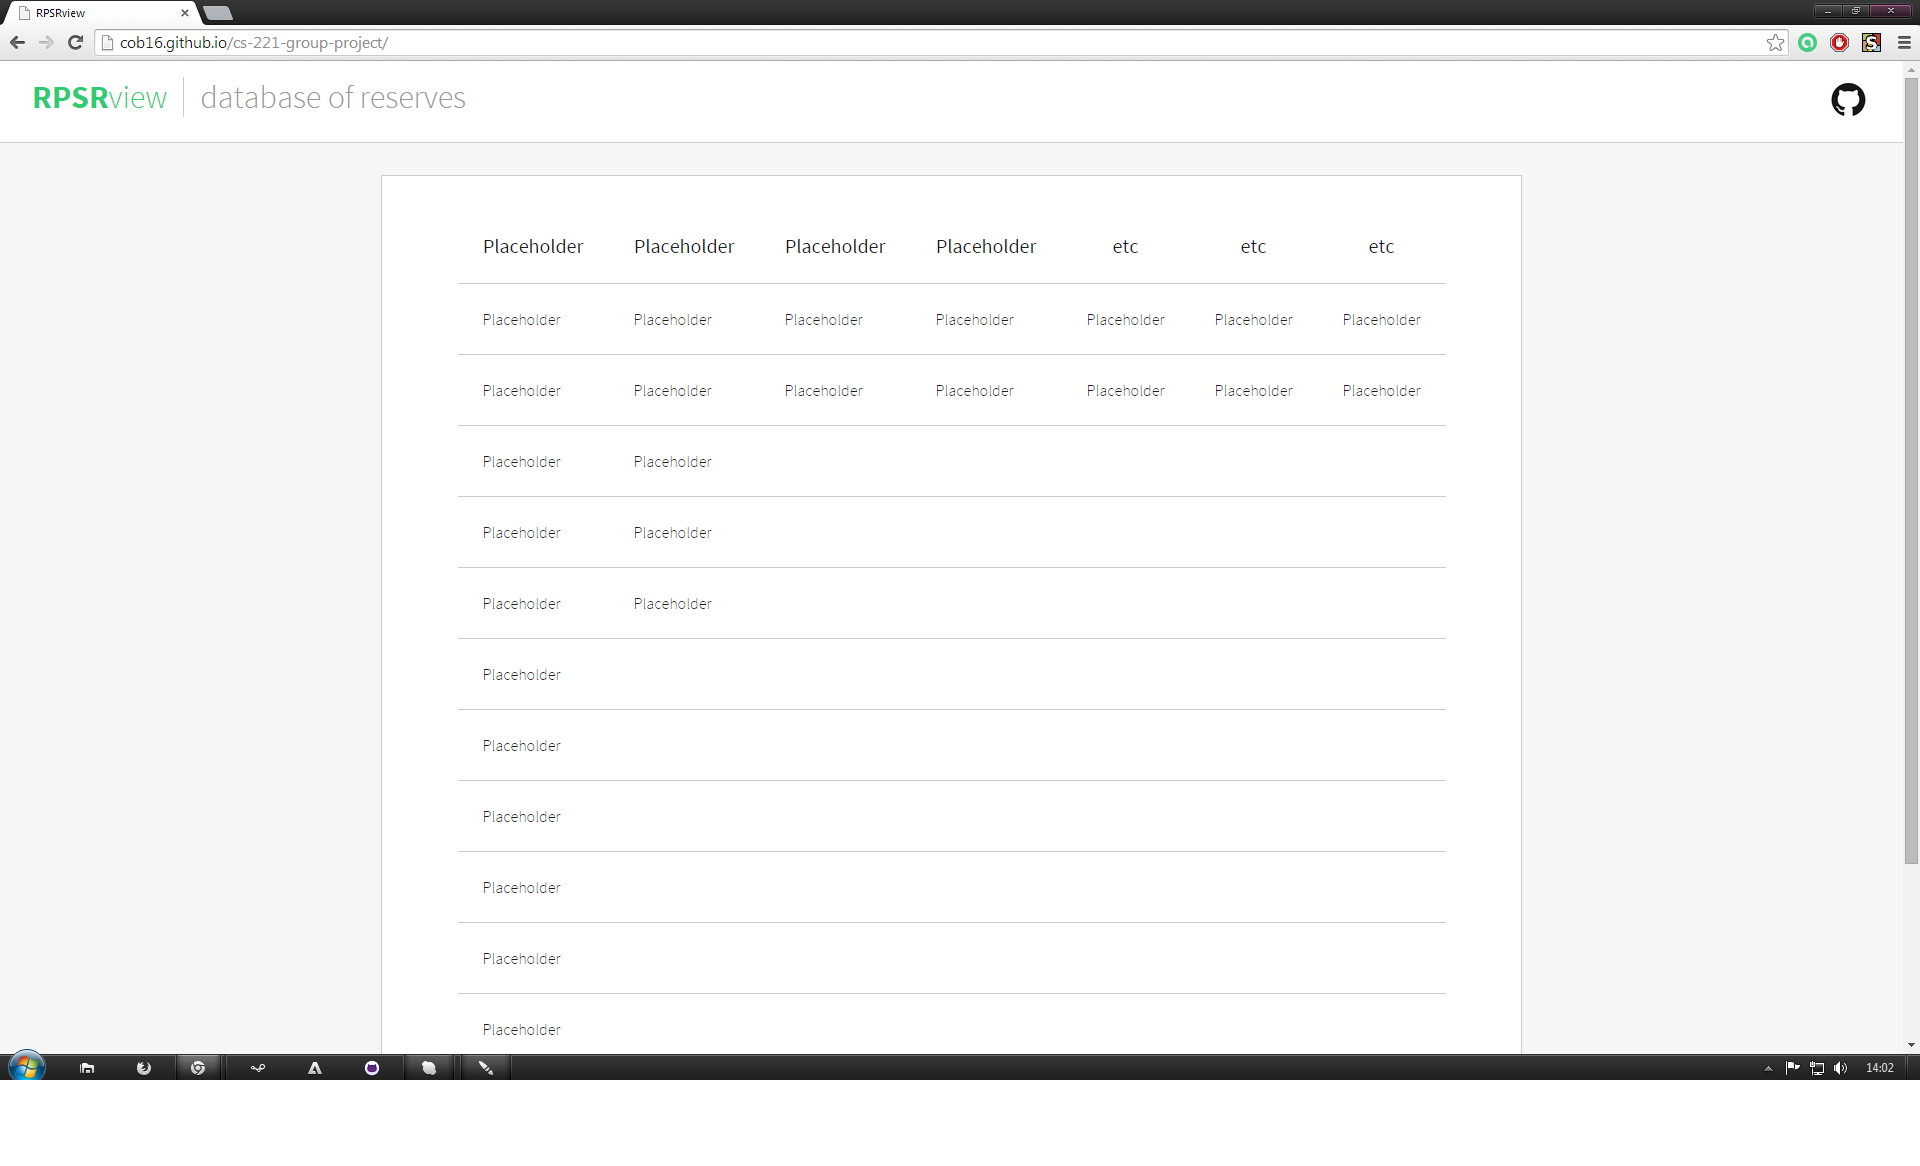 RPSRview
cob16.github.io/cs-221-group-project/
RPSRview database of reserves
Placeholder Placeholder Placeholder Placeholder etc etc etc
Placeholder Placeholder Placeholder Placeholder Placeholder Placeholder Placeholder
Placeholder Placeholder Placeholder Placeholder Placeholder Placeholder Placeholder
Placeholder Placeholder
Placeholder Placeholder
Placeholder Placeholder
Placeholder
Placeholder
Placeholder
Placeholder
Placeholder
Placeholder
14:02